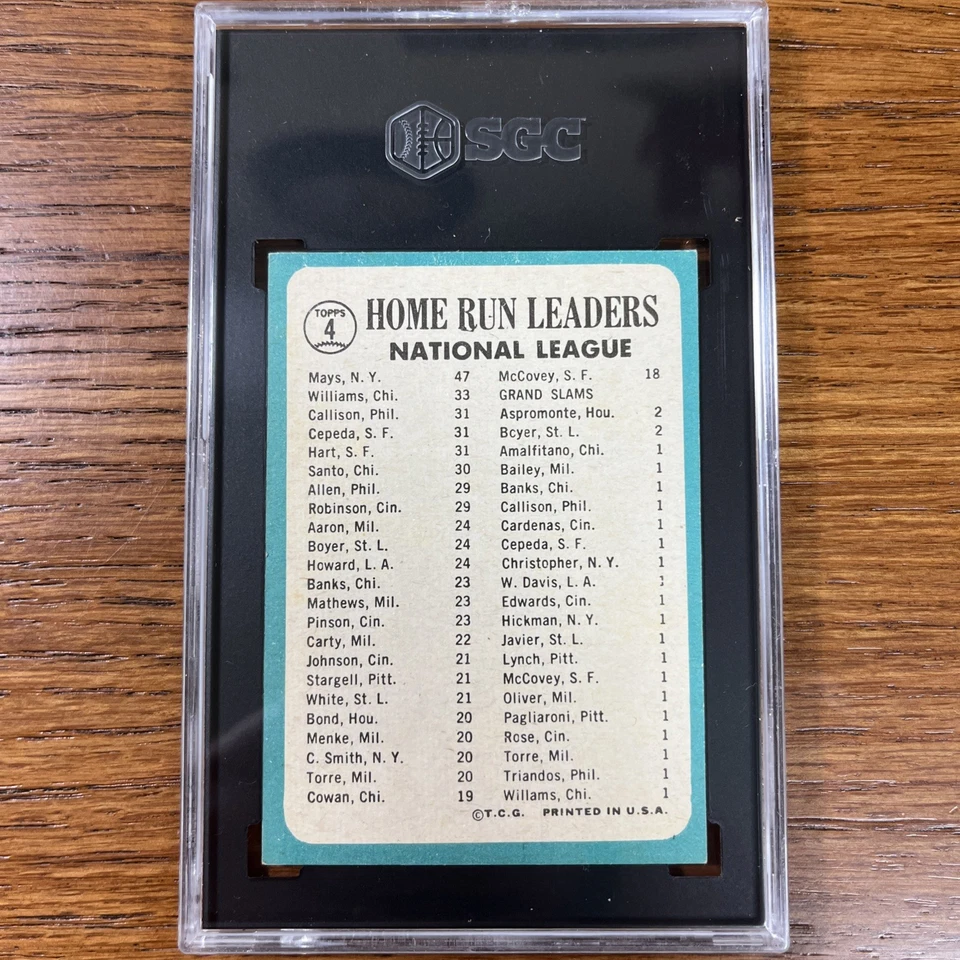 SGC
TOPPS
4
HOME RUN LEADERS
NATIONAL LEAGUE
Mays, N. Y. 47
Williams, Chi. 33
Callison, Phil. 31
Cepeda, S. F. 31
Hart, S. F. 31
Santo, Chi. 30
Allen, Phil. 29
Robinson, Cin. 29
Aaron, Mil. 24
Boyer, St. L. 24
Howard, L. A. 24
Banks, Chi. 23
Mathews, Mil. 23
Pinson, Cin. 23
Carty, Mil. 22
Johnson, Cin. 21
Stargell, Pitt. 21
White, St. L. 21
Bond, Hou. 20
Menke, Mil. 20
C. Smith, N. Y. 20
Torre, Mil. 20
Cowan, Chi. 19
McCovey, S. F. 18
GRAND SLAMS
Aspromonte, Hou. 2
Bcyer, St. L. 2
Amalfitano, Chi. 1
Bailey, Mil. 1
Banks, Chi. 1
Callison, Phil. 1
Cardenas, Cin. 1
Cepeda, S. F. 1
Christopher, N. Y. 1
W. Davis, L. A. 1
Edwards, Cin. 1
Hickman, N. Y. 1
Javier, St. L. 1
Lynch, Pitt. 1
McCovey, S. F. 1
Oliver, Mil. 1
Pagliaroni, Pitt. 1
Rose, Cin. 1
Torre, Mil. 1
Triandos, Phil. 1
Willams, Chi. 1
©T.C.G. PRINTED IN U.S.A.